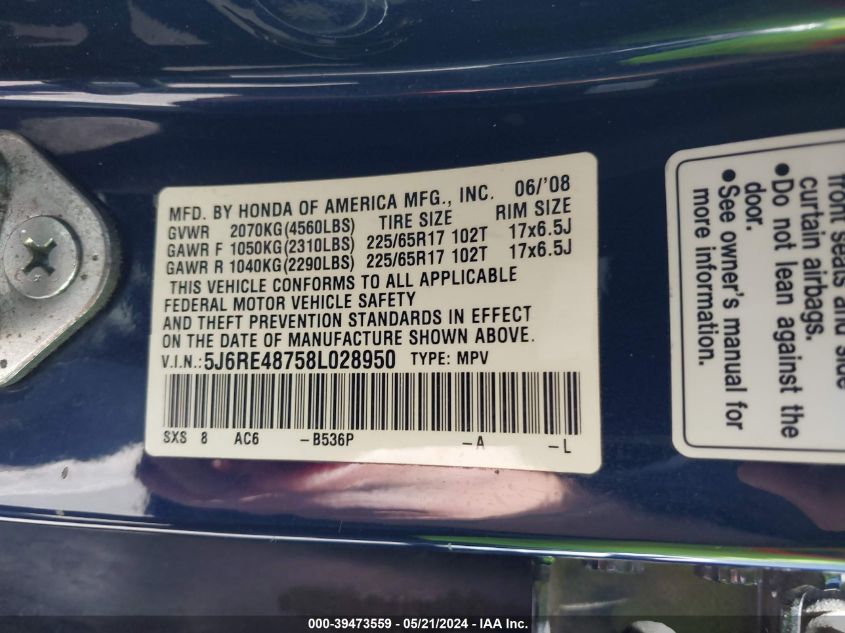 MFD. BY HONDA OF AMERICA MFG., INC. 06/'08
GVWR 2070KG(4560LBS) TIRE SIZE RIM SIZE
GAWR F 1050KG(2310LBS) 225/65R17 102T 17x6.5J
GAWR R 1040KG(2290LBS) 225/65R17 102T 17x6.5J
THIS VEHICLE CONFORMS TO ALL APPLICABLE
FEDERAL MOTOR VEHICLE SAFETY
AND THEFT PREVENTION STANDARDS IN EFFECT
ON THE DATE OF MANUFACTURE SHOWN ABOVE.
V.I.N.:5J6RE48758L028950 TYPE: MPV
SXS 8 AC6 -B536P -A -L
front seats and side
curtain airbags.
● Do not lean against the
door.
● See owner's manual for
more information.
000-39473559 / 05/21/2024 - IAA Inc.